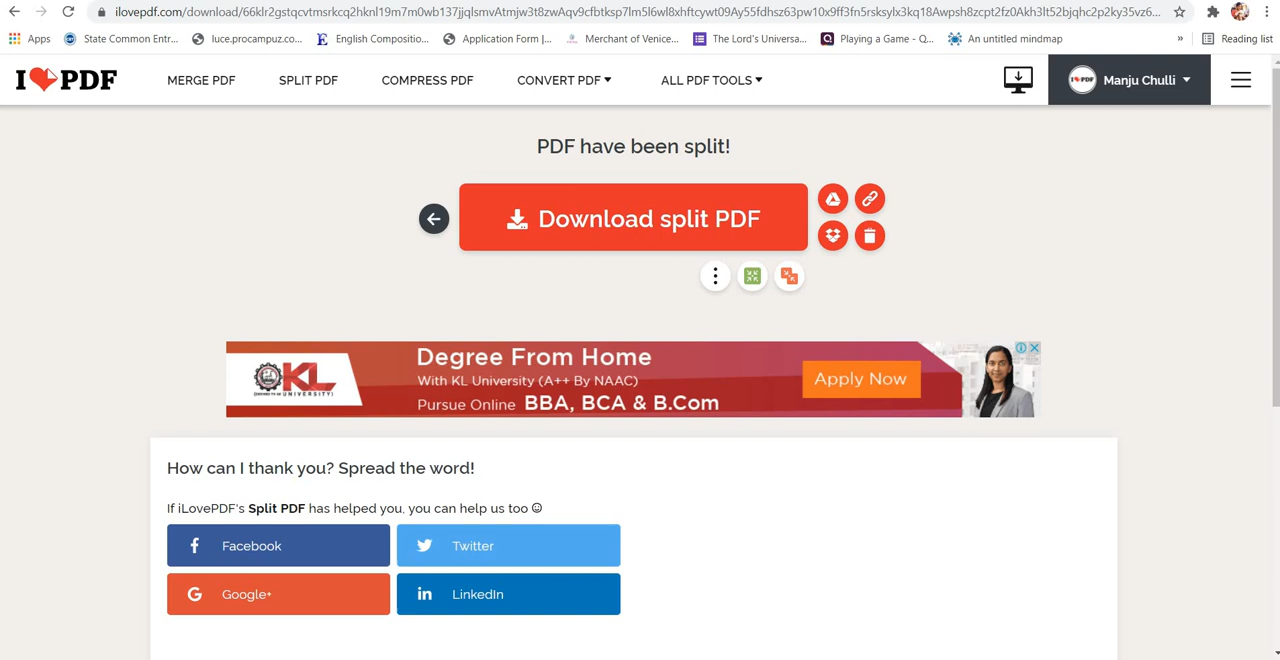 ilovepdf.com/download/66klr2gstqcvtmsrkcq2hknl19m7m0wb137jjqlsmvAtmjw3t8zwAqv9cfbtksp7lm5l6wl8xhftcywt09Ay55fdhsz63pw10x9ff3fn5rsksylx3kq18Awpsh8zcpt2fz0Akh3lt52bjqhc2p2ky35vz6...
Apps State Common Entr... luce.procampuz.co... English Compositio... Application Form |... Merchant of Venice... The Lord's Universa... Playing a Game - Q... An untitled mindmap » Reading list
I PDF MERGE PDF SPLIT PDF COMPRESS PDF CONVERT PDF ALL PDF TOOLS Manju Chulli
PDF have been split!
Download split PDF
KL
Degree From Home
With KL University (A++ By NAAC)
Pursue Online BBA, BCA & B.Com
Apply Now
How can I thank you? Spread the word!
If iLovePDF's Split PDF has helped you, you can help us too ☺
Facebook Twitter
Google+ LinkedIn